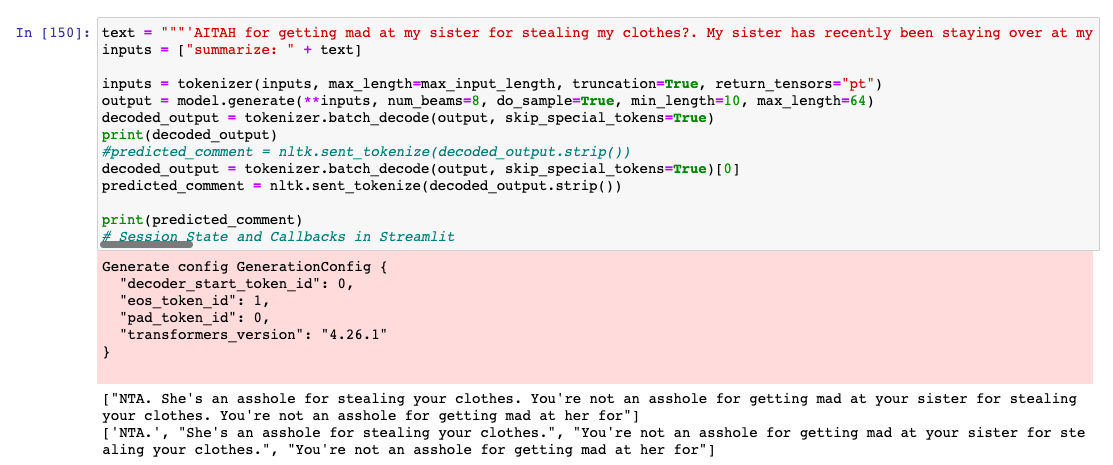 In [150]: text = """'AITAH for getting mad at my sister for stealing my clothes?. My sister has recently been staying over at my
inputs = ["summarize: " + text]
inputs = tokenizer(inputs, max_length=max_input_length, truncation=True, return_tensors="pt")
output = model.generate(**inputs, num_beams=8, do_sample=True, min_length=10, max_length=64)
decoded_output = tokenizer.batch_decode(output, skip_special_tokens=True)
print(decoded_output)
#predicted_comment = nltk.sent_tokenize(decoded_output.strip())
decoded_output = tokenizer.batch_decode(output, skip_special_tokens=True)[0]
predicted_comment = nltk.sent_tokenize(decoded_output.strip())
print(predicted_comment)
# Session State and Callbacks in Streamlit
Generate config GenerationConfig {
"decoder_start_token_id": 0,
"eos_token_id": 1,
"pad_token_id": 0,
"transformers_version": "4.26.1"
}
["NTA. She's an asshole for stealing your clothes. You're not an asshole for getting mad at your sister for stealing
your clothes. You're not an asshole for getting mad at her for"]
['NTA.', "She's an asshole for stealing your clothes.", "You're not an asshole for getting mad at your sister for ste
aling your clothes.", "You're not an asshole for getting mad at her for"]